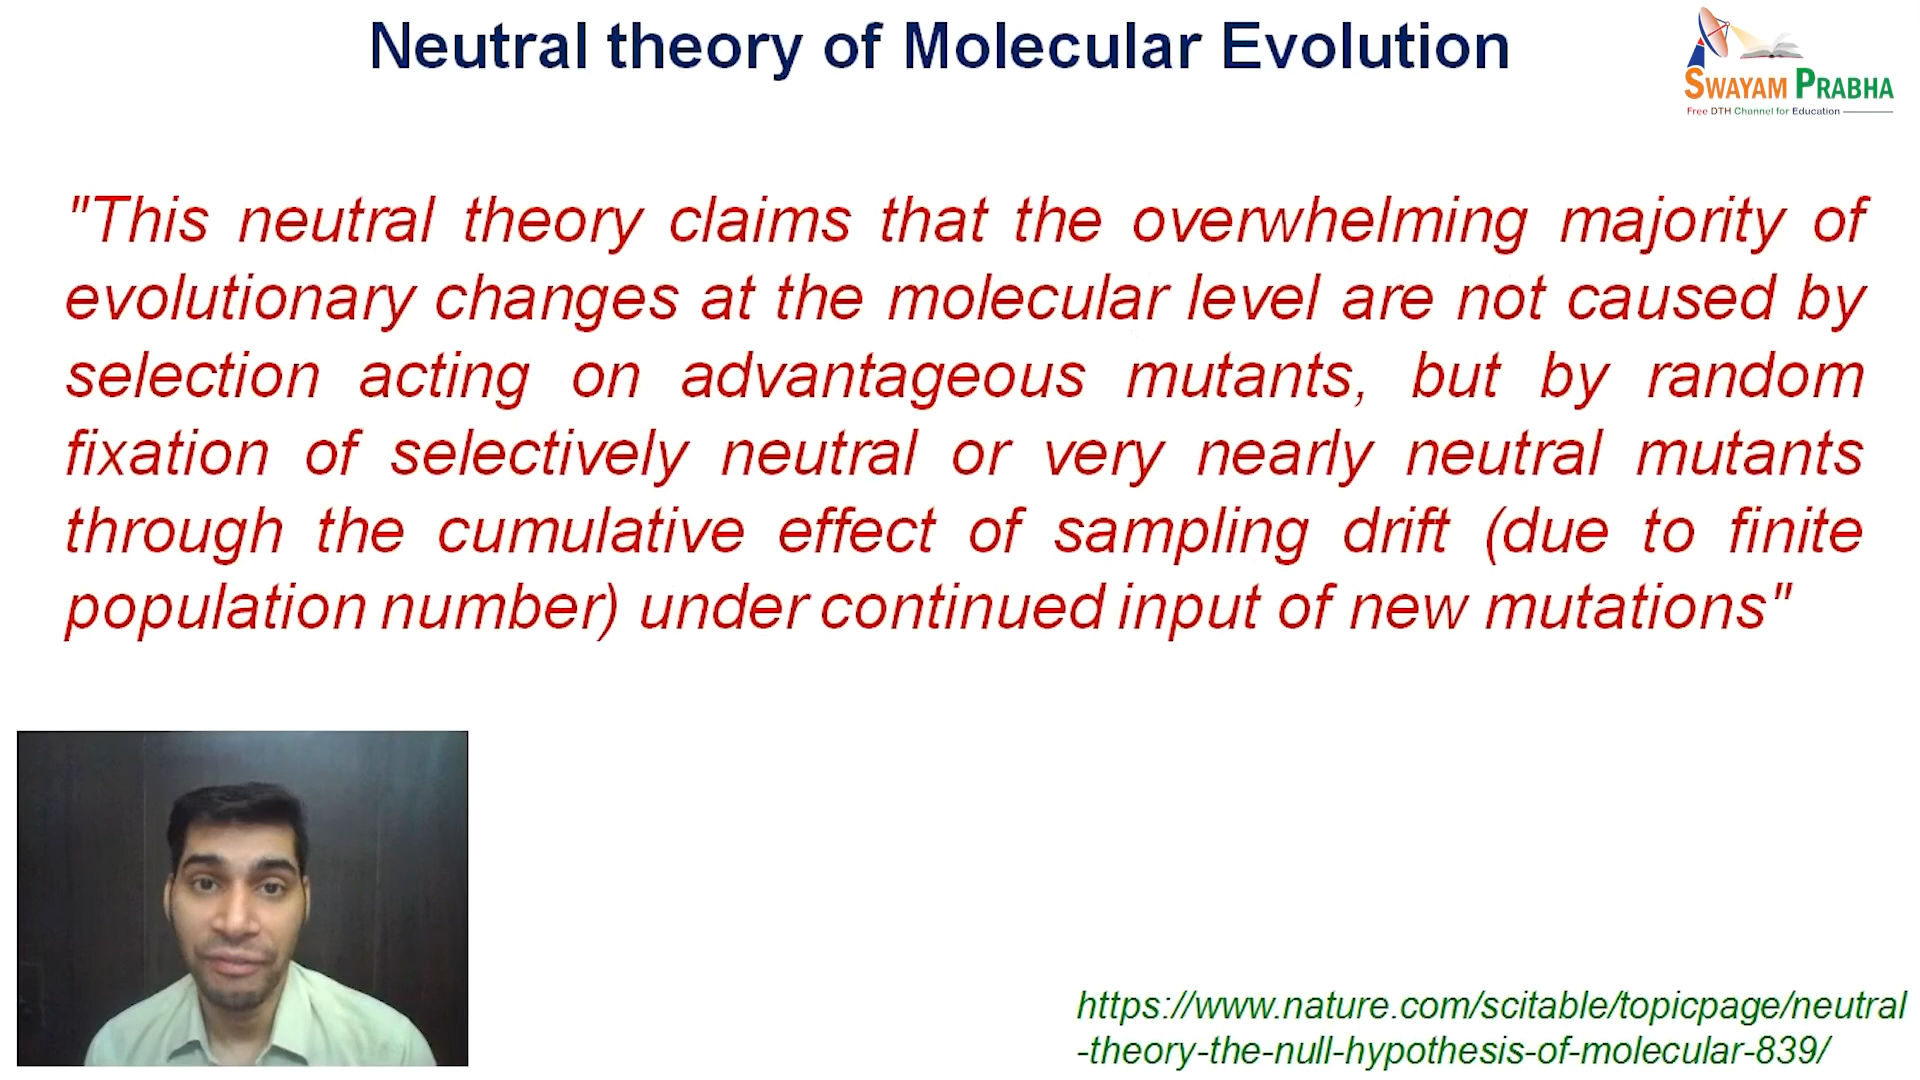 Neutral theory of Molecular Evolution
SWAYAM PRABHA
Free DTH Channel for Education
"This neutral theory claims that the overwhelming majority of
evolutionary changes at the molecular level are not caused by
selection acting on advantageous mutants, but by random
fixation of selectively neutral or very nearly neutral mutants
through the cumulative effect of sampling drift (due to finite
population number) under continued input of new mutations"
https://www.nature.com/scitable/topicpage/neutral
-theory-the-null-hypothesis-of-molecular-839/